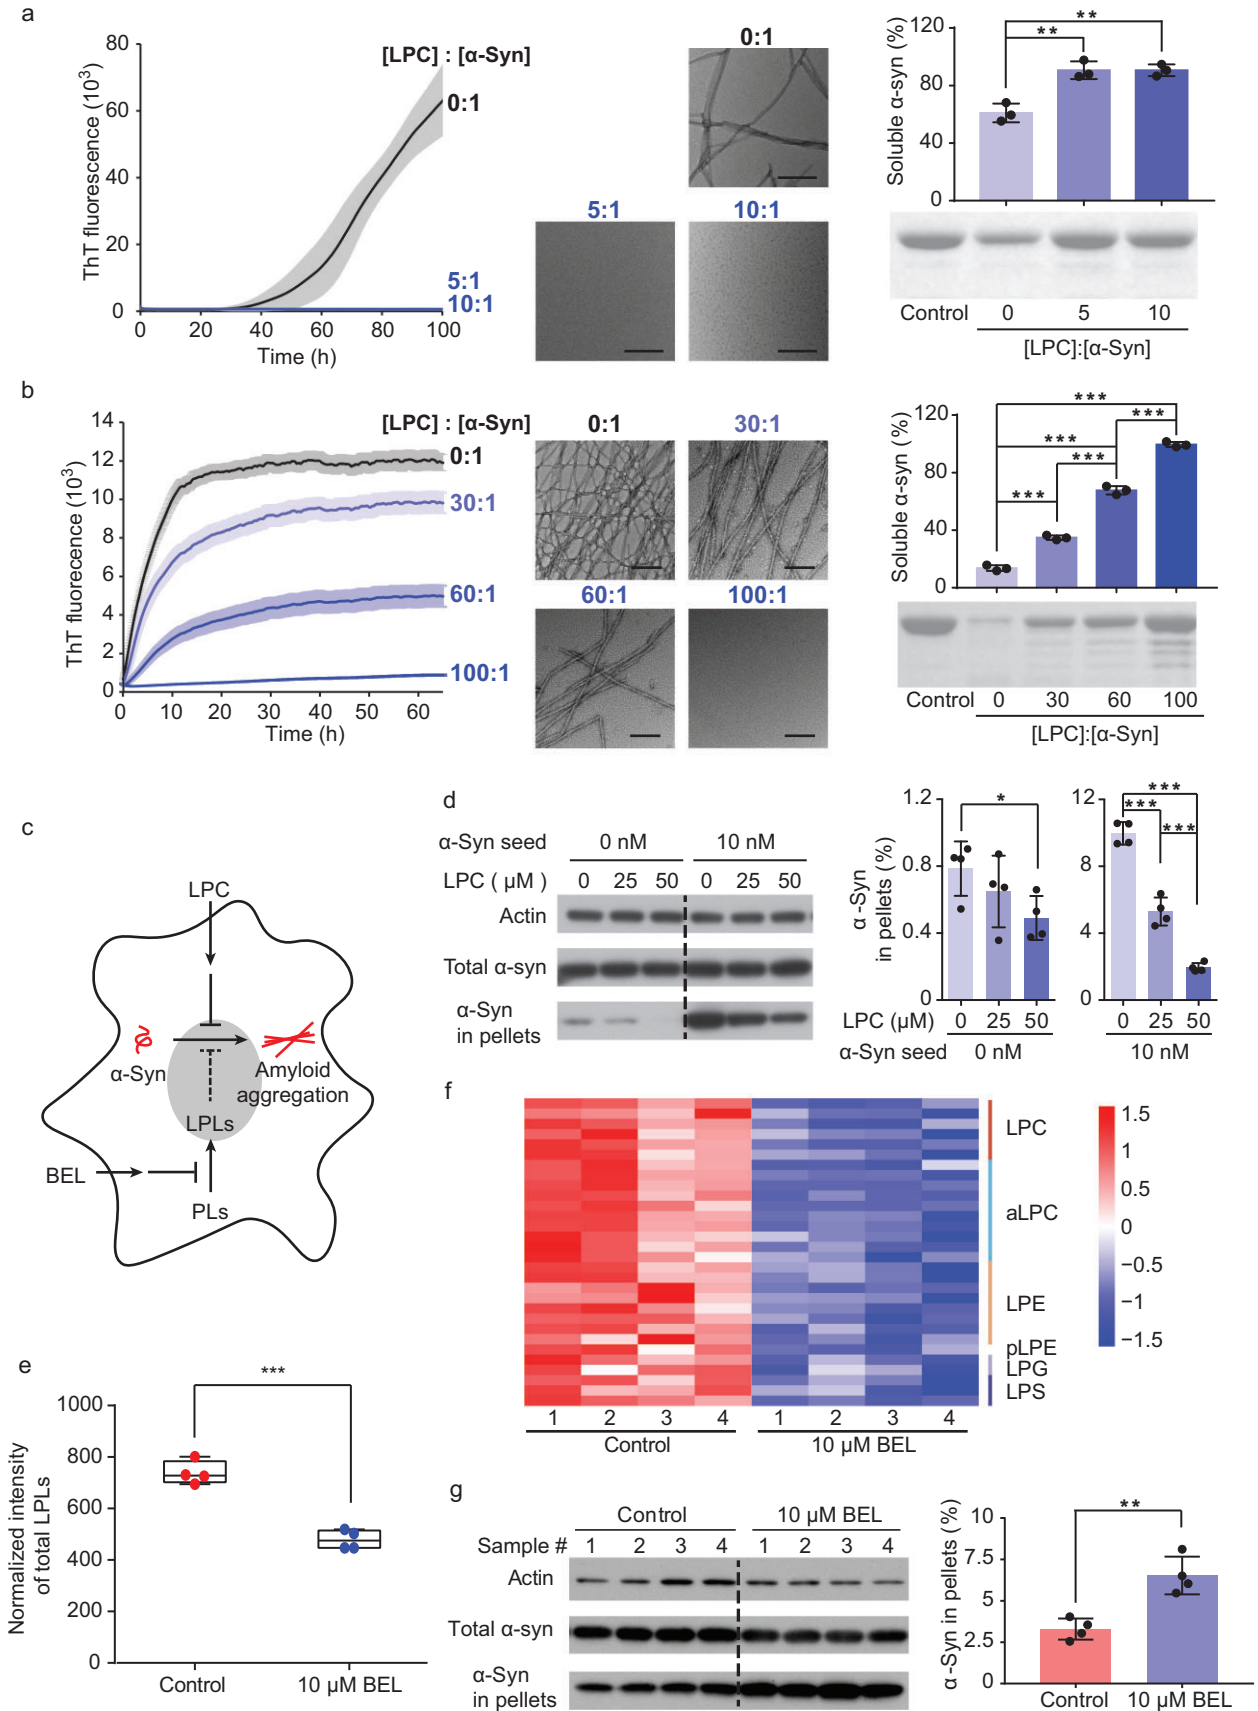 a
80
60
40
20
0
ThT fluorescence (10³)
0 20 40 60 80 100
Time (h)
[LPC] : [α-Syn]
0:1
5:1
10:1
0:1
5:1
10:1
120
80
40
0
Soluble α-syn (%)
**
**
Control 0 5 10
[LPC]:[α-Syn]
b
14
12
10
8
6
4
2
0
ThT fluorecence (10³)
0 10 20 30 40 50 60
Time (h)
[LPC] : [α-Syn]
0:1
30:1
60:1
100:1
0:1
30:1
60:1
100:1
120
80
40
0
Soluble α-syn (%)
***
***
***
***
***
Control 0 30 60 100
[LPC]:[α-Syn]
c
LPC
α-Syn
Amyloid
aggregation
LPLs
BEL
PLs
d
α-Syn seed 0 nM 10 nM
LPC ( μM ) 0 25 50 0 25 50
Actin
Total α-syn
α-Syn
in pellets
α -Syn
in pellets (%)
1.2
0.8
0.4
0
*
12
8
4
0
***
***
***
LPC (μM) 0 25 50 0 25 50
α-Syn seed 0 nM 10 nM
e
Normalized intensity
of total LPLs
1000
800
600
400
200
0
***
Control 10 μM BEL
f
LPC
aLPC
LPE
pLPE
LPG
LPS
1.5
1
0.5
0
−0.5
−1
−1.5
1 2 3 4 1 2 3 4
Control 10 μM BEL
g
Control 10 μM BEL
Sample # 1 2 3 4 1 2 3 4
Actin
Total α-syn
α-Syn
in pellets
α -Syn in pellets (%)
10
7.5
5
2.5
0
**
Control 10 μM BEL